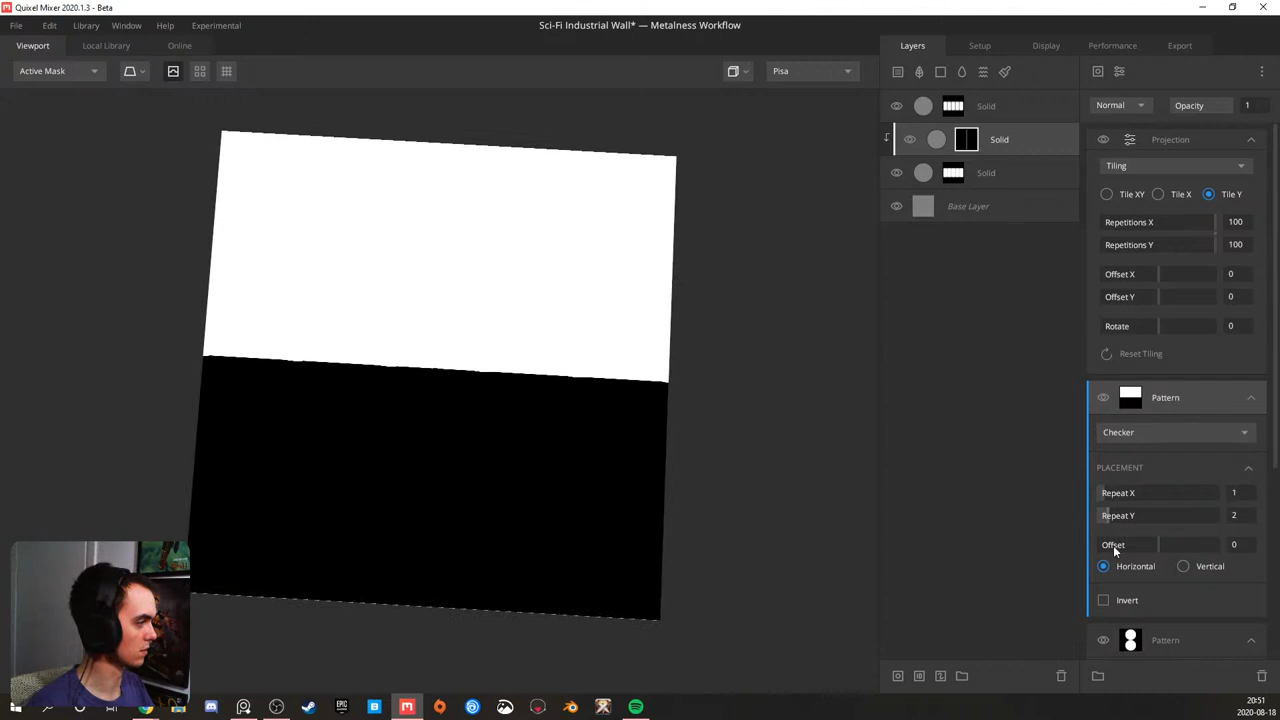 Quixel Mixer 2020.1.3 - Beta
File Edit Library Window Help Experimental
Sci-Fi Industrial Wall* — Metalness Workflow
Viewport Local Library Online
Layers Setup Display Performance Export
Active Mask
Pisa
Normal Opacity 1
Solid
Solid
Solid
Base Layer
Projection
Tiling
Tile XY Tile X Tile Y
Repetitions X 100
Repetitions Y 100
Offset X 0
Offset Y 0
Rotate 0
Reset Tiling
Pattern
Checker
PLACEMENT
Repeat X 1
Repeat Y 2
Offset 0
Horizontal Vertical
Invert
Pattern
20:51
2020-08-18